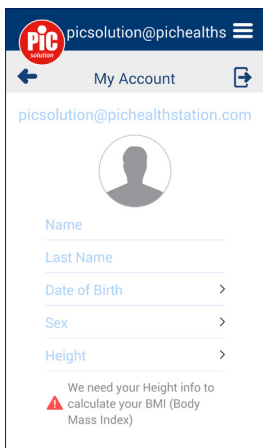 PiC
solution
picsolution@pichealths
My Account
picsolution@pichealthstation.com
Name
Last Name
Date of Birth
Sex
Height
We need your Height info to
calculate your BMI (Body
Mass Index)